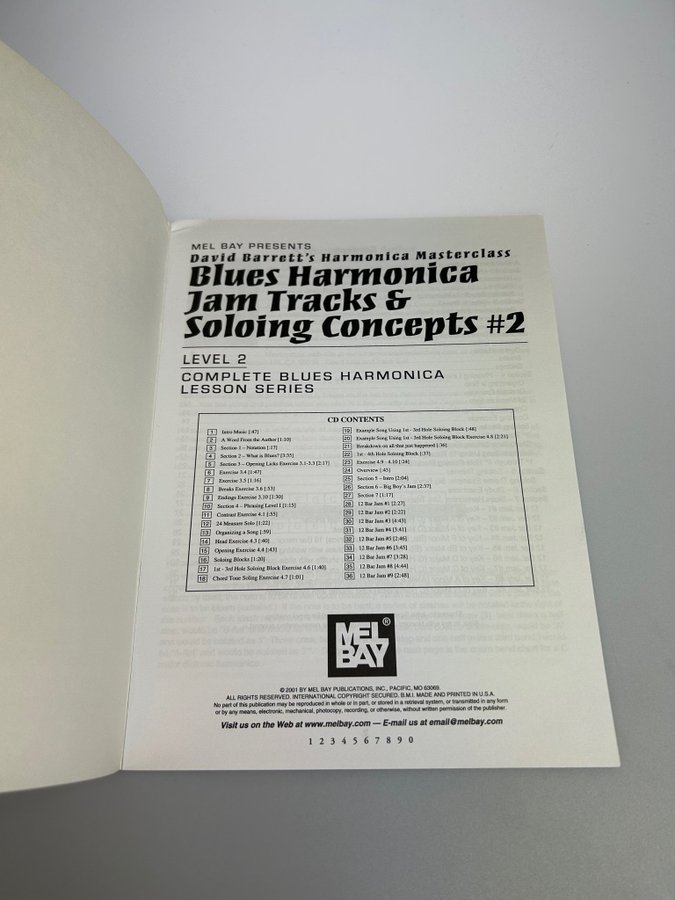 MEL BAY PRESENTS
David Barrett's Harmonica Masterclass
Blues Harmonica
Jam Tracks &
Soloing Concepts #2
LEVEL 2
COMPLETE BLUES HARMONICA
LESSON SERIES
CD CONTENTS
1 Intro Music [:47]
2 A Word From the Author [1:10]
3 Section 1 – Notation [:17]
4 Section 2 – What is Blues? [3:35]
5 Section 3 – Opening Licks Exercise 3.1-3.3 [2:17]
6 Exercise 3.4 [1:47]
7 Exercise 3.5 [1:16]
8 Breaks Exercise 3.6 [:53]
9 Endings Exercise 3.10 [1:30]
10 Section 4 – Phrasing Level I [1:15]
11 Contrast Exercise 4.1 [:35]
12 24 Measure Solo [1:22]
13 Organizing a Song [:59]
14 Head Exercise 4.3 [:40]
15 Opening Exercise 4.4 [:43]
16 Soloing Blocks [1:20]
17 1st - 3rd Hole Soloing Block Exercise 4.6 [1:40]
18 Chord Tone Soling Exercise 4.7 [1:01]
19 Example Song Using 1st - 3rd Hole Soloing Block [:48]
20 Example Song Using 1st - 3rd Hole Soloing Block Exercise 4.8 [2:21]
21 Breakdown on all that just happened [:36]
22 1st - 4th Hole Soloing Block [:37]
23 Exercise 4.9 - 4.10 [:24]
24 Overview [:45]
25 Section 5 – Intro [2:04]
26 Section 6 – Big Boy's Jam [2:37]
27 Section 7 [1:17]
28 12 Bar Jam #1 [2:27]
29 12 Bar Jam #2 [2:22]
30 12 Bar Jam #3 [4:43]
31 12 Bar Jam #4 [3:41]
32 12 Bar Jam #5 [2:46]
33 12 Bar Jam #6 [3:45]
34 12 Bar Jam #7 [3:28]
35 12 Bar Jam #8 [4:44]
36 12 Bar Jam #9 [2:48]
MEL BAY ®
© 2001 BY MEL BAY PUBLICATIONS, INC., PACIFIC, MO 63069.
ALL RIGHTS RESERVED. INTERNATIONAL COPYRIGHT SECURED. B.M.I. MADE AND PRINTED IN U.S.A.
No part of this publication may be reproduced in whole or in part, or stored in a retrieval system, or transmitted in any form
or by any means, electronic, mechanical, photocopy, recording, or otherwise, without written permission of the publisher.
Visit us on the Web at www.melbay.com — E-mail us at email@melbay.com
1 2 3 4 5 6 7 8 9 0